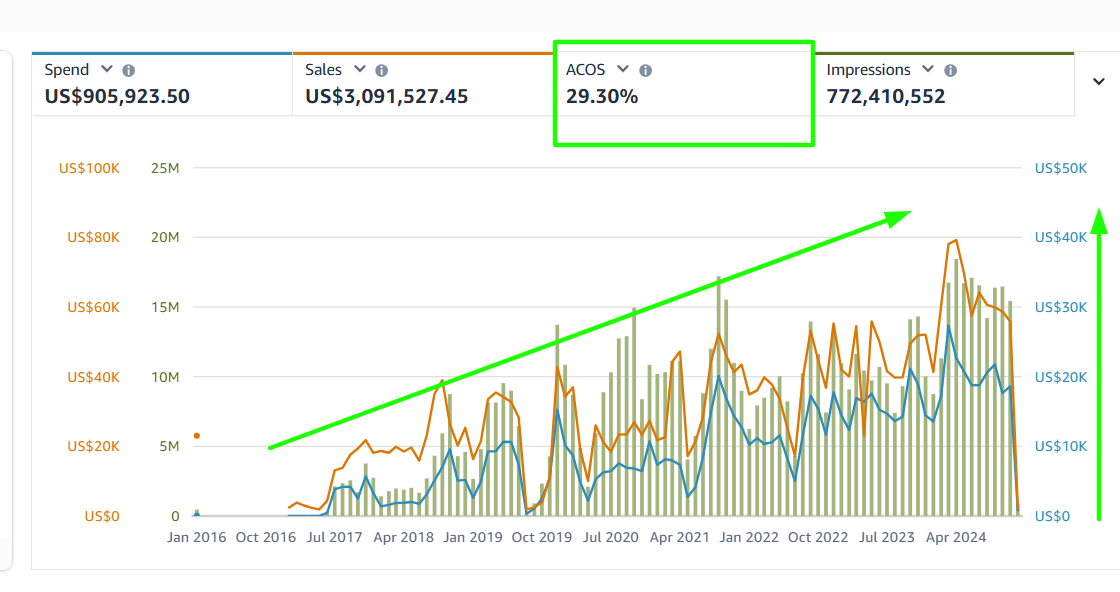 Spend Sales ACOS Impressions
US$905,923.50 US$3,091,527.45 29.30% 772,410,552
US$100K 25M US$50K
US$80K 20M US$40K
US$60K 15M US$30K
US$40K 10M US$20K
US$20K 5M US$10K
US$0 0 US$0
Jan 2016 Oct 2016 Jul 2017 Apr 2018 Jan 2019 Oct 2019 Jul 2020 Apr 2021 Jan 2022 Oct 2022 Jul 2023 Apr 2024